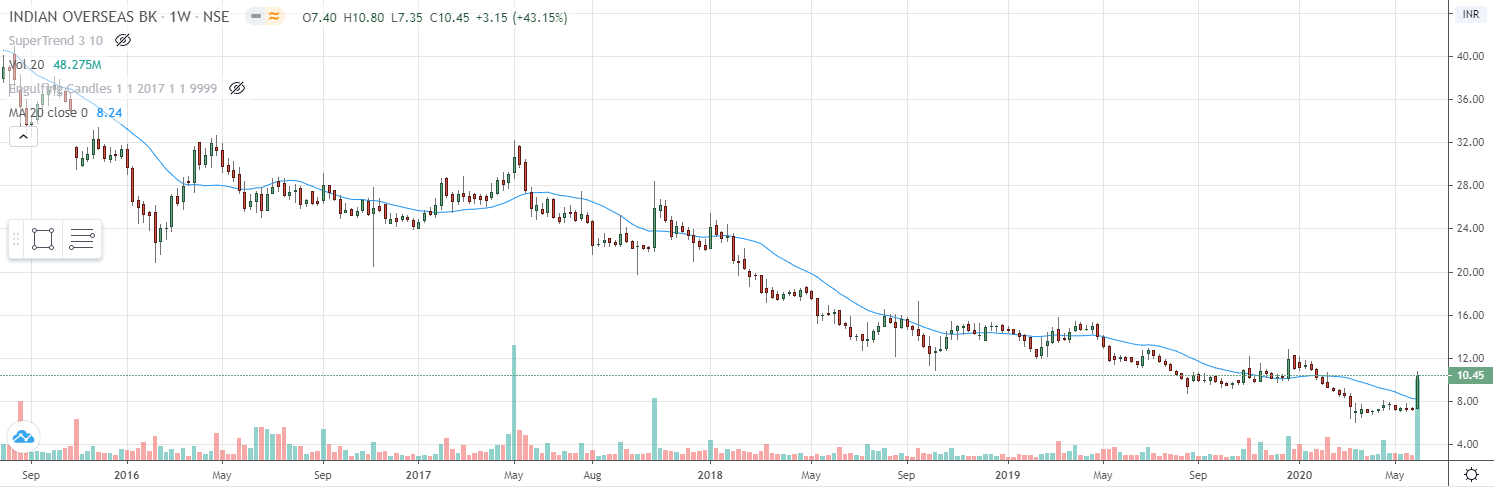 INDIAN OVERSEAS BK · 1W · NSE O7.40 H10.80 L7.35 C10.45 +3.15 (+43.15%) INR
SuperTrend 3 10
40.00
Vol 20 48.275M
Engulfing Candles 1 1 2017 1 1 9999
36.00
MA 20 close 0 8.24
32.00
28.00
24.00
20.00
16.00
12.00
10.45
8.00
4.00
Sep 2016 May Sep 2017 May Aug 2018 May Sep 2019 May Sep 2020 May